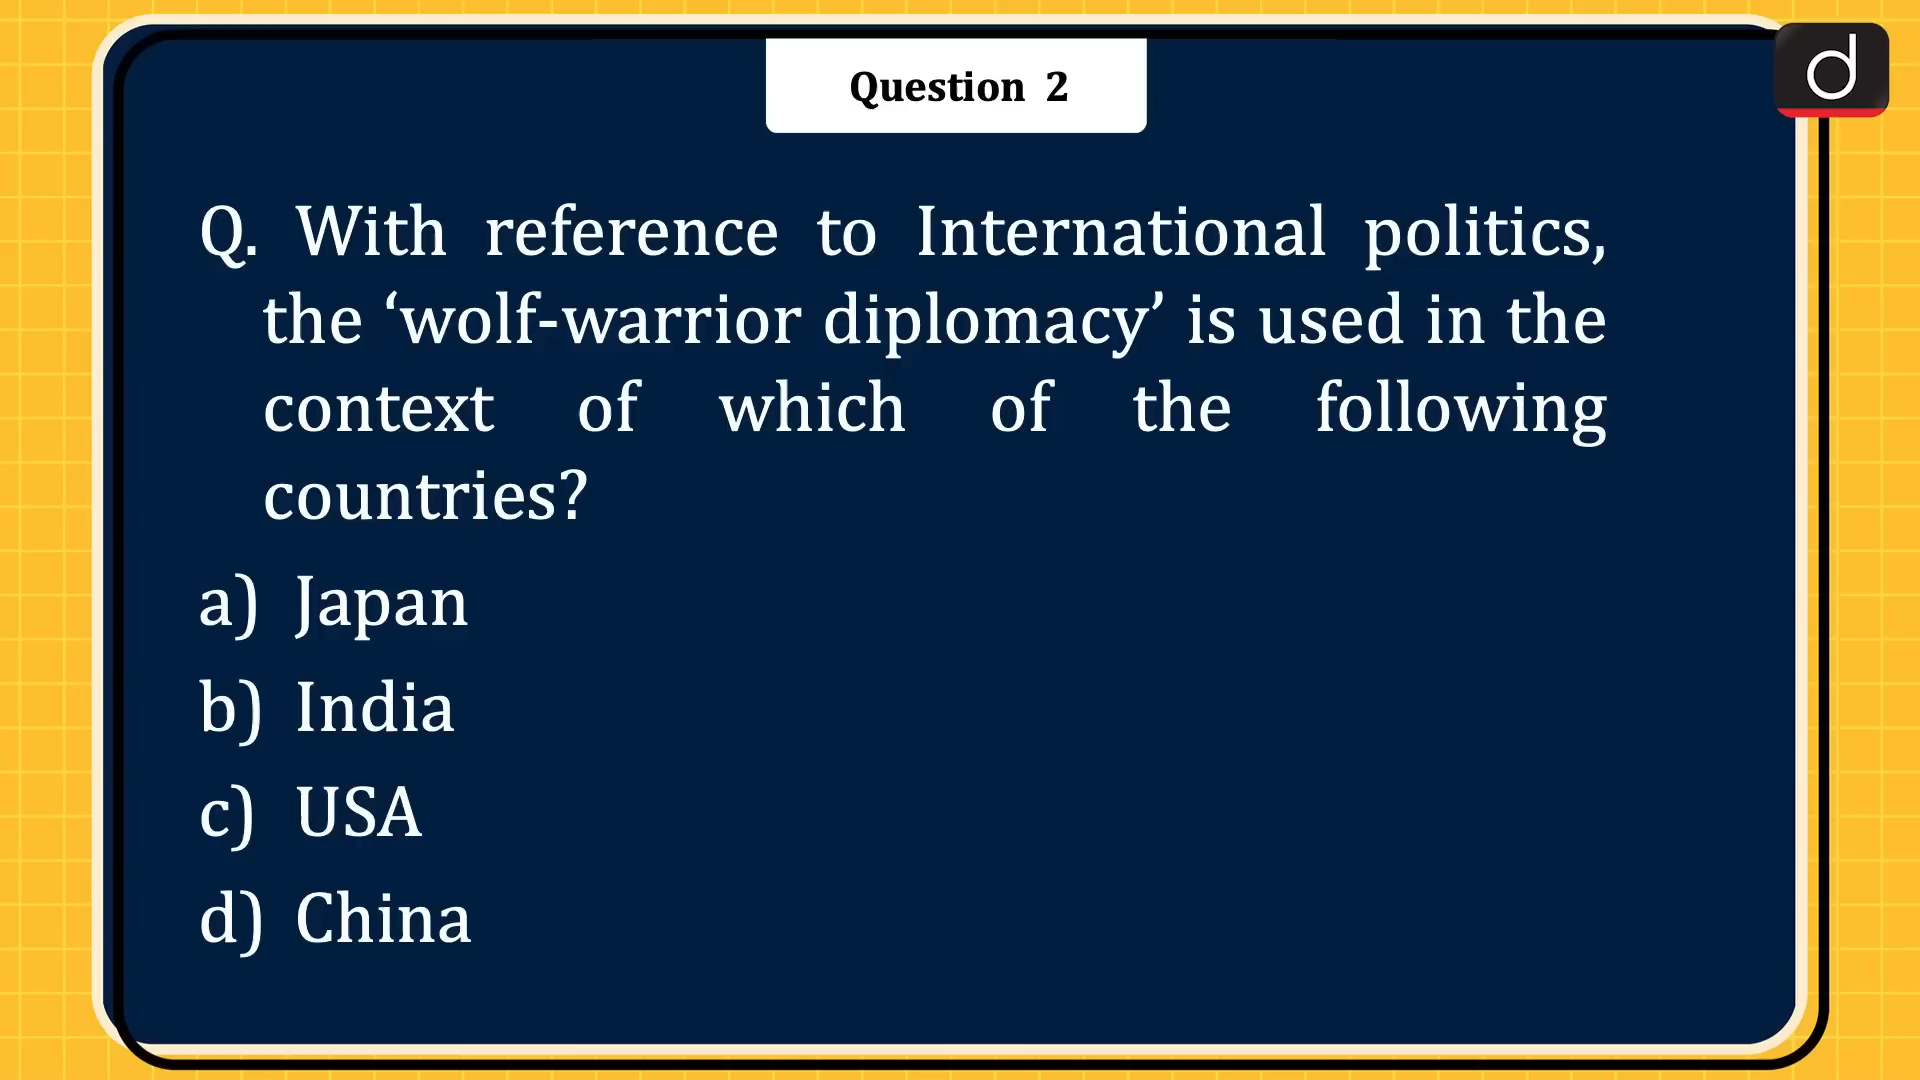 Question 2
d
Q. With reference to International politics,
the ‘wolf-warrior diplomacy’ is used in the
context of which of the following
countries?
a) Japan
b) India
c) USA
d) China